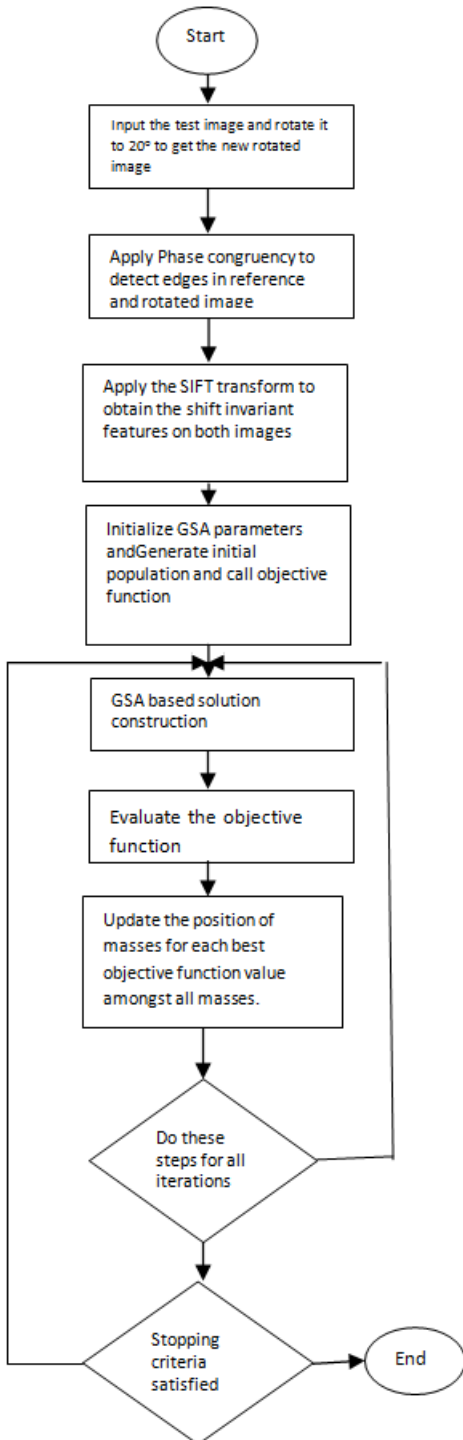 Start
Input the test image and rotate it
to 20° to get the new rotated
image
Apply Phase congruency to
detect edges in reference
and rotated image
Apply the SIFT transform to
obtain the shift invariant
features on both images
Initialize GSA parameters
andGenerate initial
population and call objective
function
GSA based solution
construction
Evaluate the objective
function
Update the position of
masses for each best
objective function value
amongst all masses.
Do these
steps for all
iterations
Stopping
criteria
satisfied
End